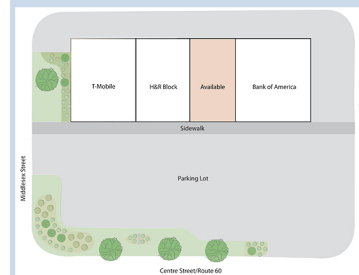 T-Mobile
H&R Block
Available
Bank of America
Sidewalk
Parking Lot
Middlesex Street
Centre Street/Route 60